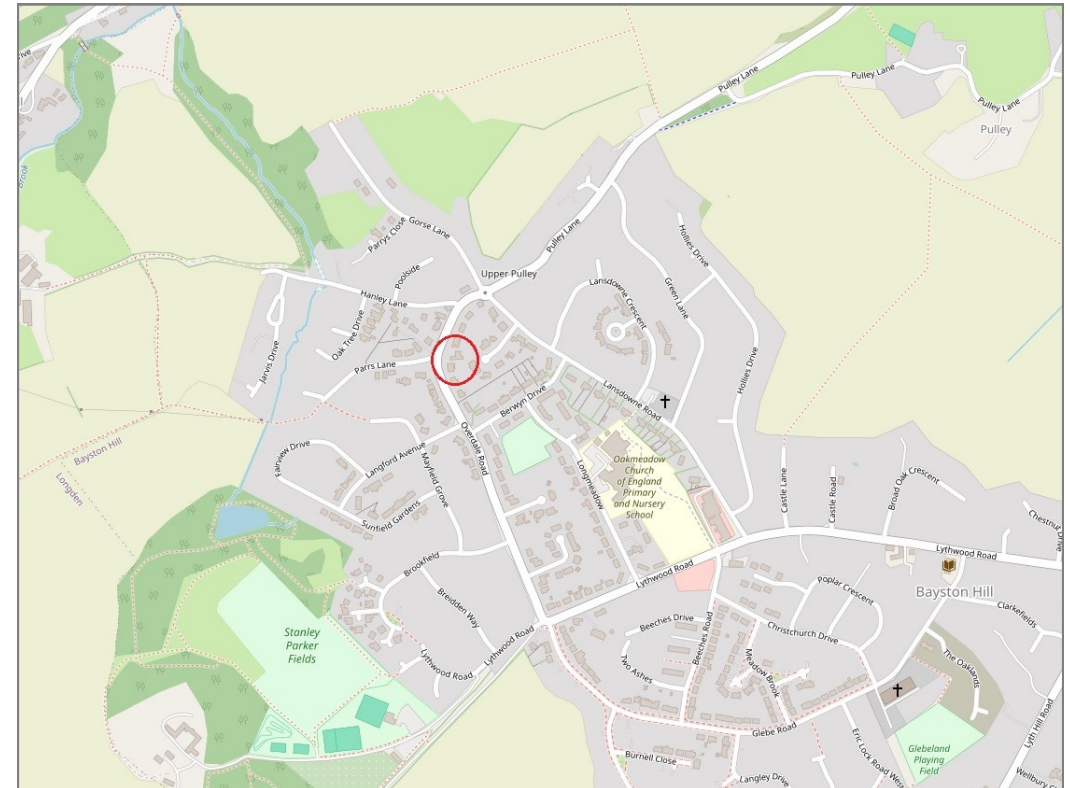 rive
Brook
Pulley Lane
Pulley Lane
Pulley Lane
Pulley
Gorse Lane
Parrys Close
Pulley Lane
Hollies Drive
Poolside
Upper Pulley
Lansdowne Crescent
Green Lane
Hanley Lane
Oak Tree Drive
Jarvis Drive
Parrs Lane
Hollies Drive
Lansdowne Road
Berwyn Drive
Overdale Road
Bayston Hill
Longden
Fairview Drive
Langford Avenue
Mayfield Grove
Longmeadow
Oakmeadow
Church
of England
Primary
and Nursery
School
Castle Lane
Castle Road
Broad Oak Crescent
Chestnut Drive
Sunfield Gardens
Brookfield
Breidden Way
Lythwood Road
Lythwood Road
Bayston Hill
Poplar Crescent
Clarkefields
Stanley
Parker
Fields
Lythwood Road
Lythwood Road
Beeches Drive
Beeches Road
Christchurch Drive
Two Ashes
Meadow Brook
The Oaklands
Glebe Road
Lyth Hill Road
Eric Lock Road West
Glebeland
Playing
Field
Burnell Close
Langley Drive
Wellbury C